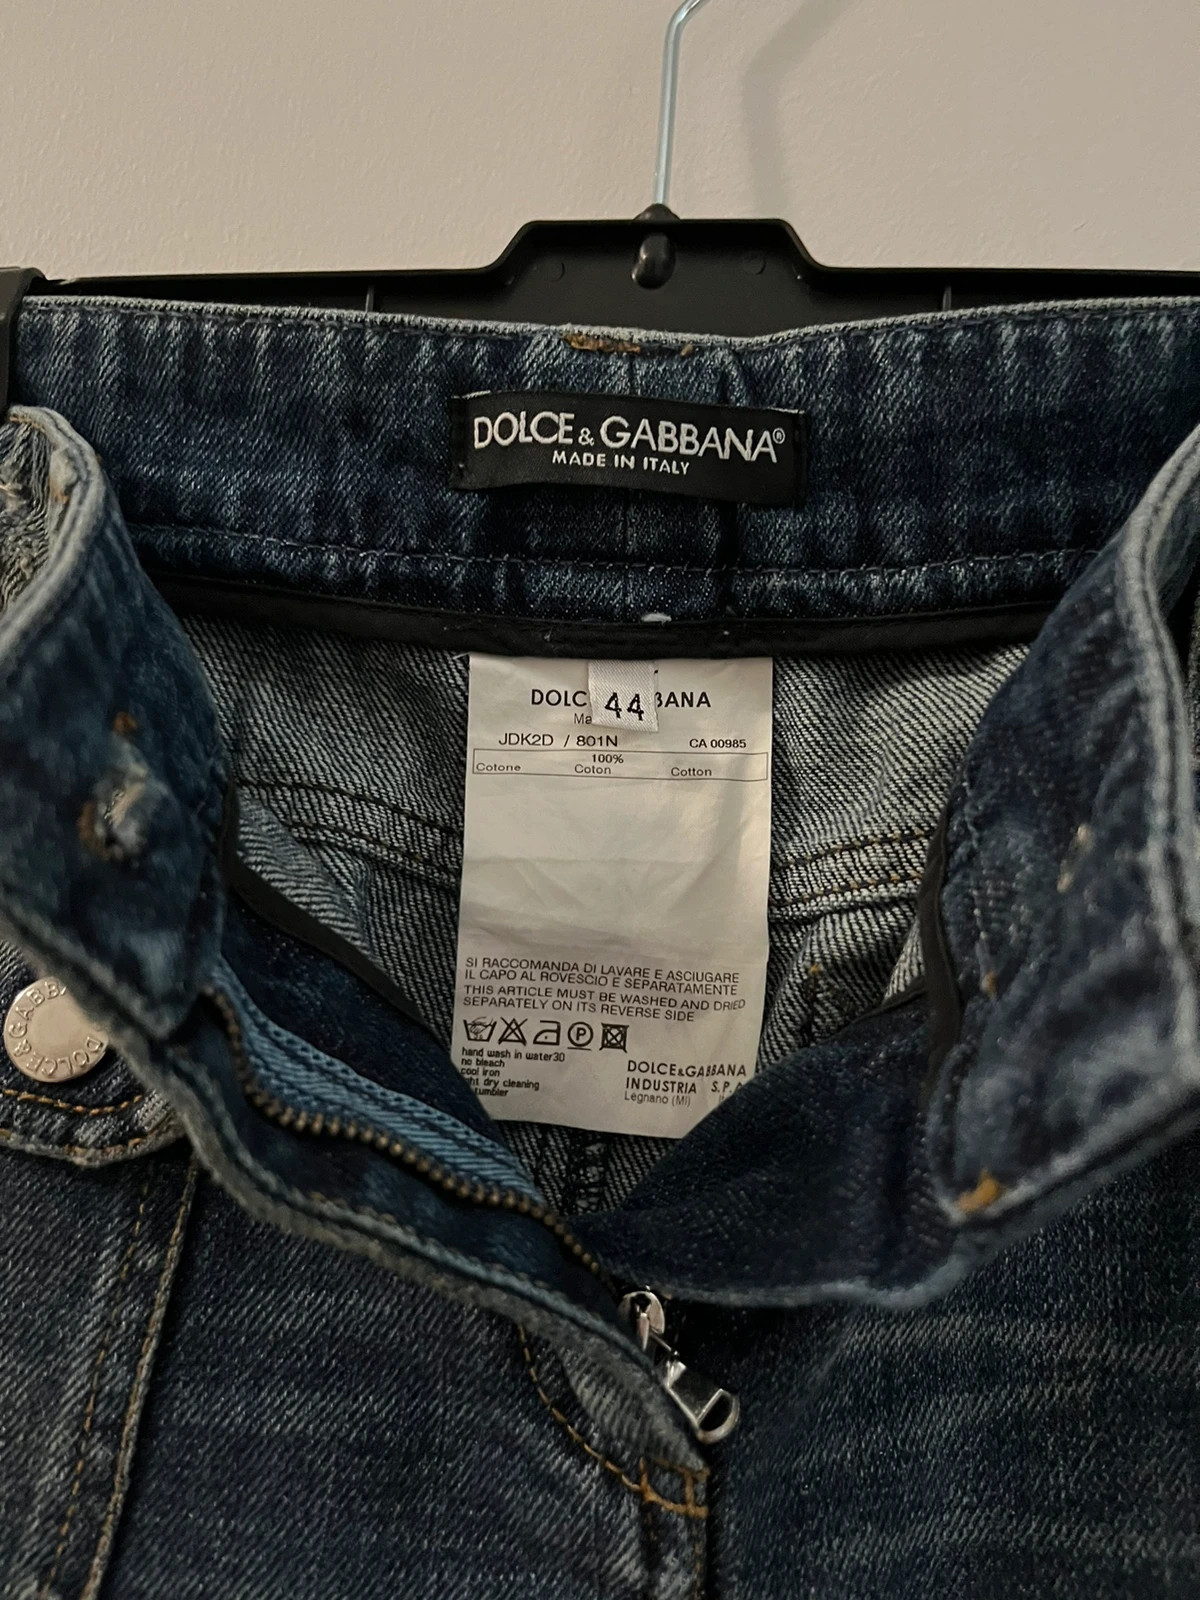 DOLCE & GABBANA®
MADE IN ITALY
44
DOLC BANA
Ma
JDK2D / 801N CA 00985
100%
Cotone Coton Cotton
SI RACCOMANDA DI LAVARE E ASCIUGARE
IL CAPO AL ROVESCIO E SEPARATAMENTE
THIS ARTICLE MUST BE WASHED AND DRIED
SEPARATELY ON ITS REVERSE SIDE
P
hand wash in water30
no bleach
cool iron
dry cleaning
tumbler
DOLCE&GABBANA
INDUSTRIA S.P.A
Legnano (MI)
DOLCE&GABB